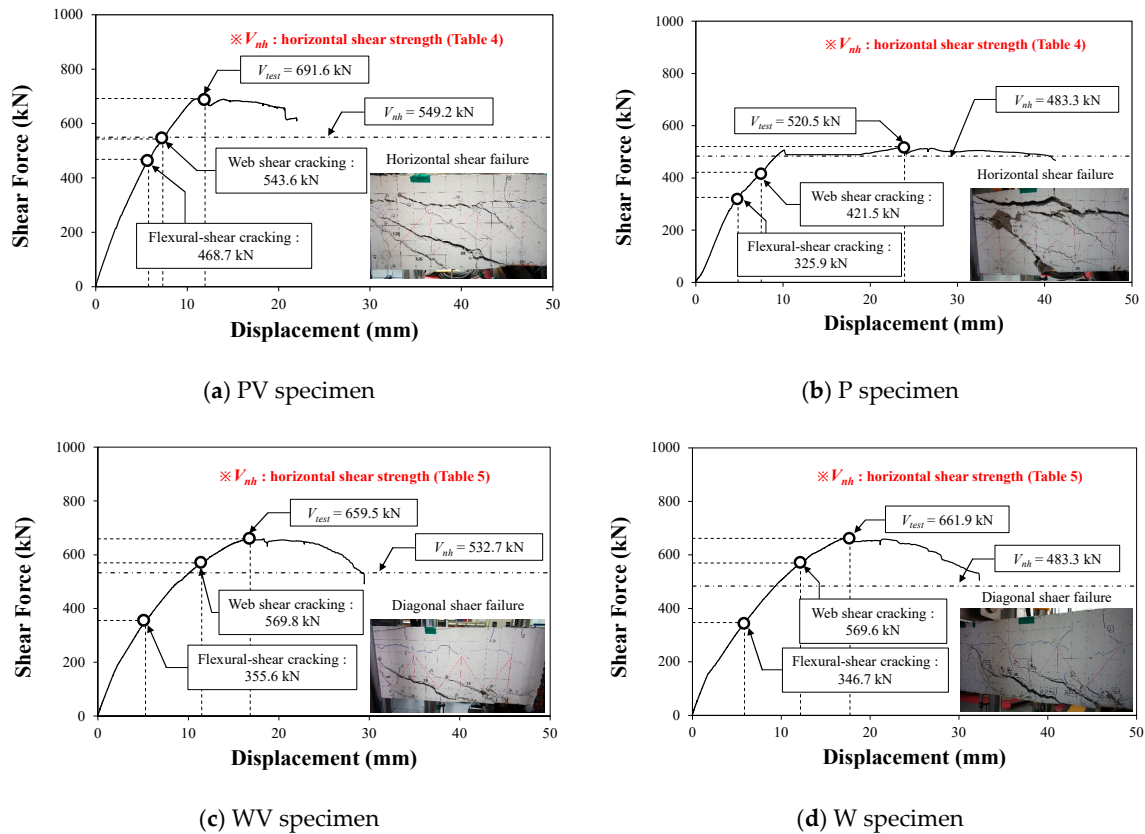 1000
※ Vnh : horizontal shear strength (Table 4)
Vtest = 691.6 kN
800
Vnh = 549.2 kN
600
Web shear cracking :
543.6 kN
Horizontal shear failure
400
Flexural-shear cracking :
468.7 kN
200
0
0 10 20 30 40 50
Shear Force (kN)
Displacement (mm)
(a) PV specimen
1000
※ Vnh : horizontal shear strength (Table 4)
800
Vnh = 483.3 kN
Vtest = 520.5 kN
600
Horizontal shear failure
Web shear cracking :
421.5 kN
400
Flexural-shear cracking :
325.9 kN
200
0
0 10 20 30 40 50
Shear Force (kN)
Displacement (mm)
(b) P specimen
1000
※ Vnh : horizontal shear strength (Table 5)
800
Vtest = 659.5 kN
Vnh = 532.7 kN
600
Web shear cracking :
569.8 kN
Diagonal shaer failure
400
Flexural-shear cracking :
355.6 kN
200
0
0 10 20 30 40 50
Shear Force (kN)
Displacement (mm)
(c) WV specimen
1000
※ Vnh : horizontal shear strength (Table 5)
800
Vtest = 661.9 kN
Vnh = 483.3 kN
600
Web shear cracking :
569.6 kN
Diagonal shaer failure
400
Flexural-shear cracking :
346.7 kN
200
0
0 10 20 30 40 50
Shear Force (kN)
Displacement (mm)
(d) W specimen